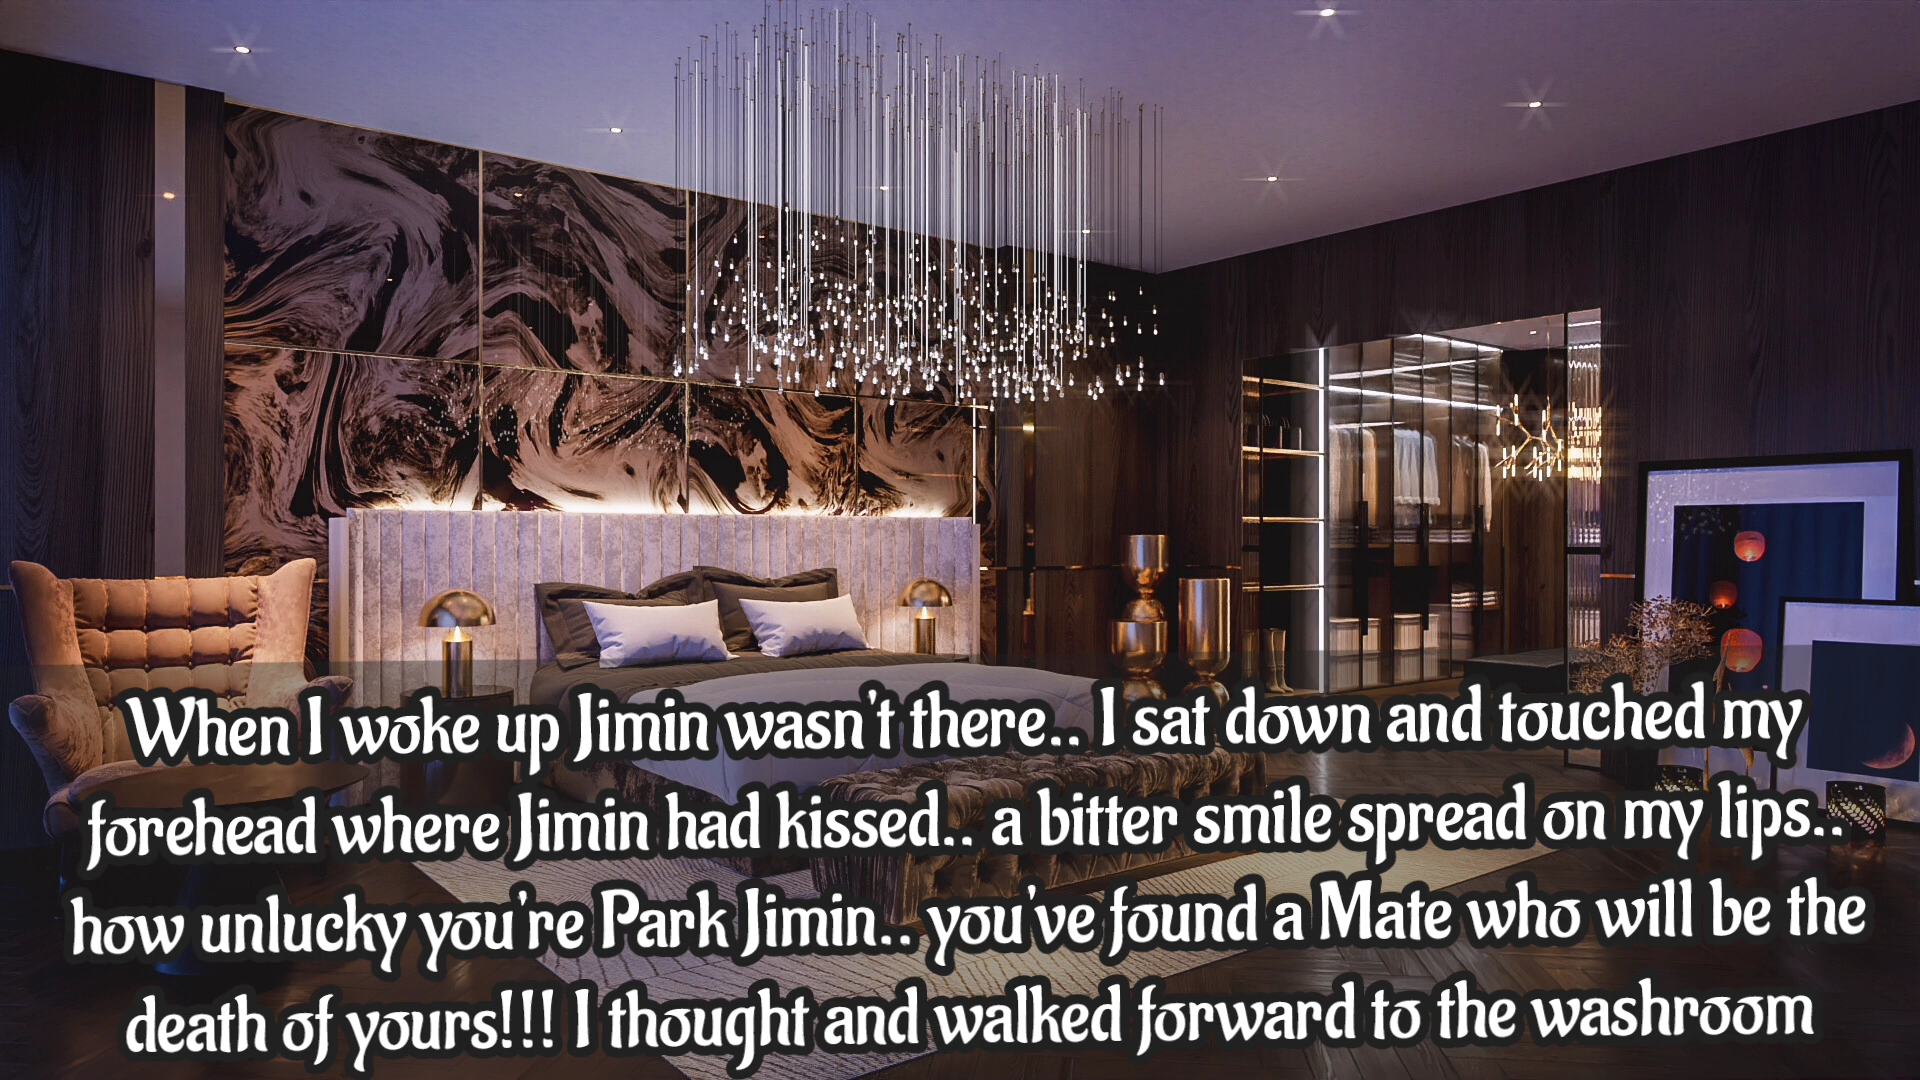 When I woke up Jimin wasn't there.. I sat down and touched my
forehead where Jimin had kissed.. a bitter smile spread on my lips..
how unlucky you're Park Jimin.. you've found a Mate who will be the
death of yours!!! I thought and walked forward to the washroom